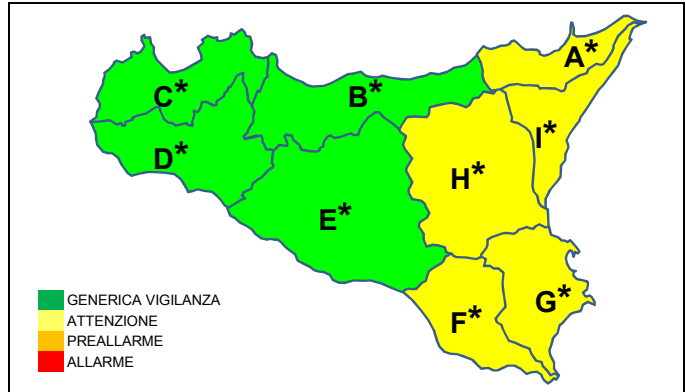 A*
C*
B*
I*
D*
H*
E*
G*
F*
GENERICA VIGILANZA
ATTENZIONE
PREALLARME
ALLARME